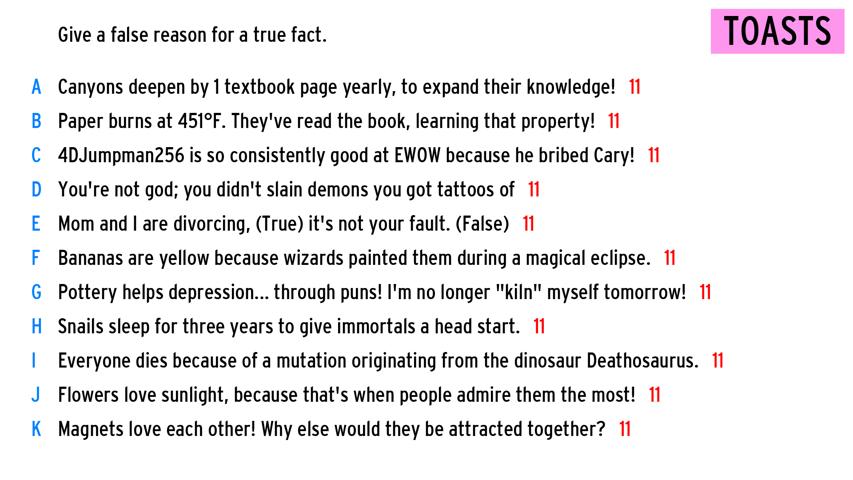 Give a false reason for a true fact.
TOASTS
A Canyons deepen by 1 textbook page yearly, to expand their knowledge! 11
B Paper burns at 451°F. They've read the book, learning that property! 11
C 4DJumpman256 is so consistently good at EWOW because he bribed Cary! 11
D You're not god; you didn't slain demons you got tattoos of 11
E Mom and I are divorcing, (True) it's not your fault. (False) 11
F Bananas are yellow because wizards painted them during a magical eclipse. 11
G Pottery helps depression... through puns! I'm no longer "kiln" myself tomorrow! 11
H Snails sleep for three years to give immortals a head start. 11
I Everyone dies because of a mutation originating from the dinosaur Deathosaurus. 11
J Flowers love sunlight, because that's when people admire them the most! 11
K Magnets love each other! Why else would they be attracted together? 11